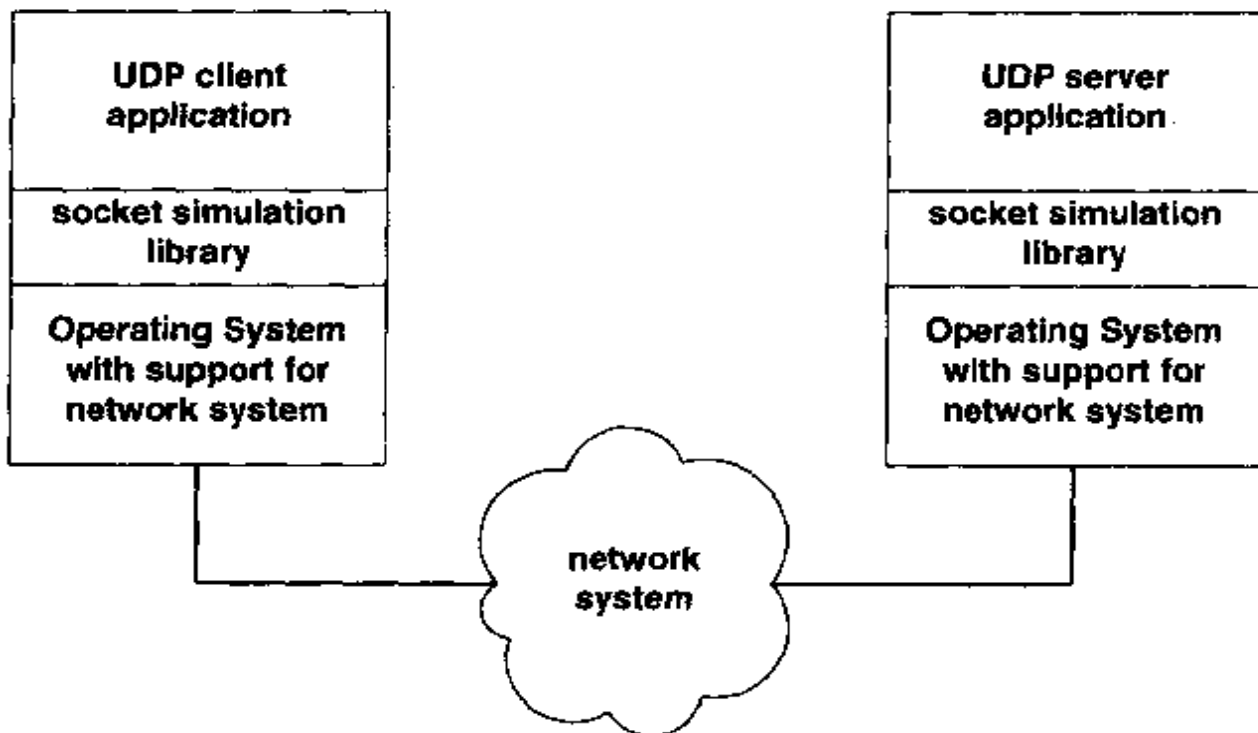 UDP client
application
socket simulation
library
Operating System
with support for
network system
UDP server
application
socket simulation
library
Operating System
with support for
network system
network
system